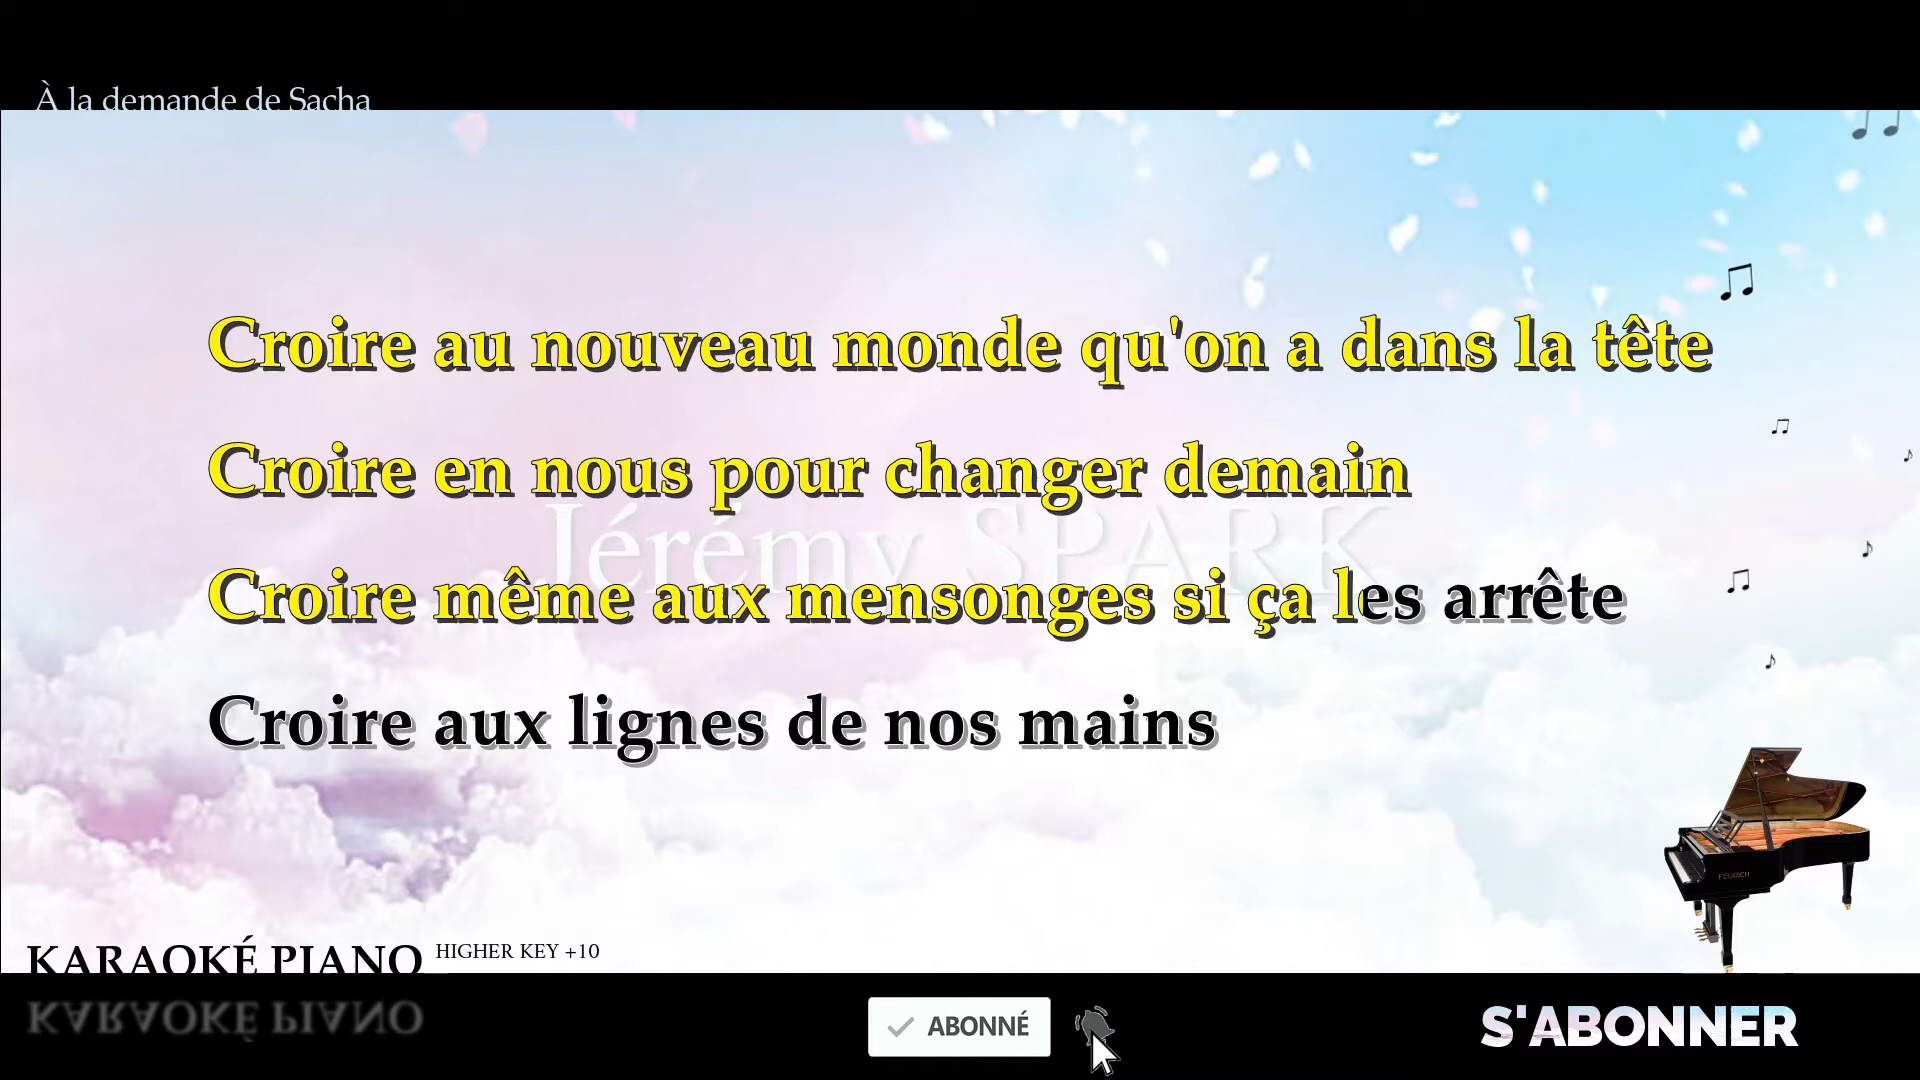 À la demande de Sacha
Croire au nouveau monde qu'on a dans la tête
Croire en nous pour changer demain
Jérémy SPARK
Croire même aux mensonges si ça les arrête
Croire aux lignes de nos mains
FEURICH
KARAOKÉ PIANO HIGHER KEY +10
KARAOKÉ PIANO
ABONNÉ
S'ABONNER